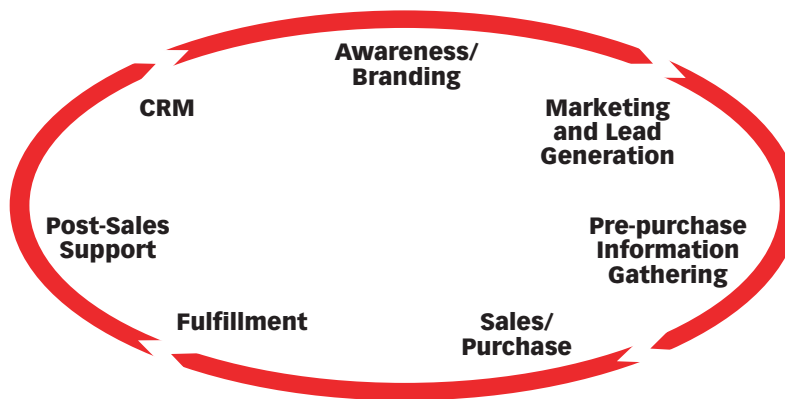 Awareness/
Branding
Marketing
and Lead
Generation
Pre-purchase
Information
Gathering
Sales/
Purchase
Fulfillment
Post-Sales
Support
CRM